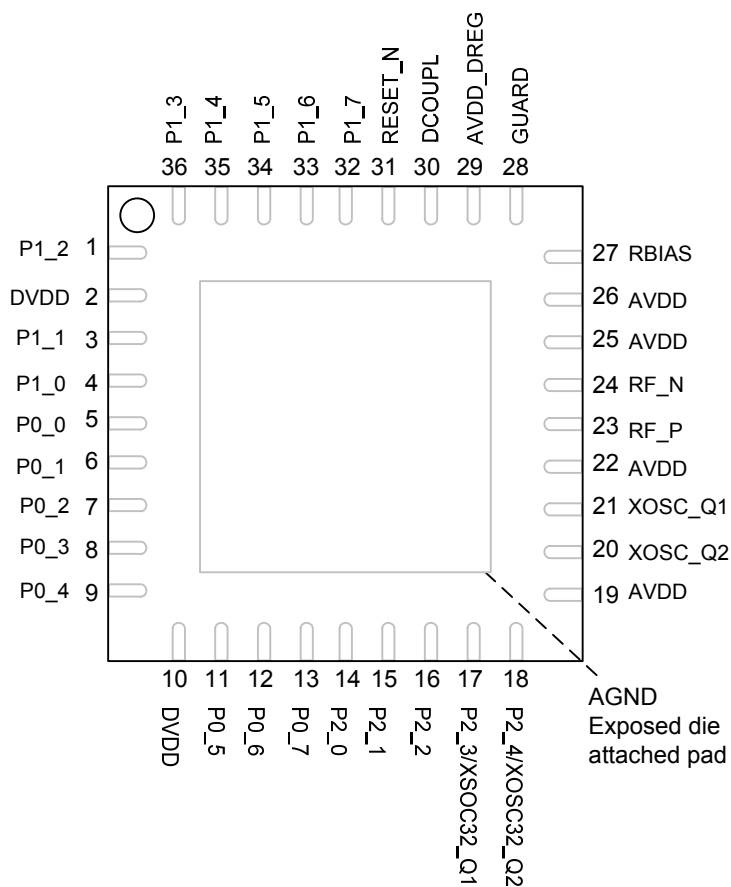 P1_3
P1_4
P1_5
P1_6
P1_7
RESET_N
DCOUPL
AVDD_DREG
GUARD
36 35 34 33 32 31 30 29 28
P1_2 1
DVDD 2
P1_1 3
P1_0 4
P0_0 5
P0_1 6
P0_2 7
P0_3 8
P0_4 9
27 RBIAS
26 AVDD
25 AVDD
24 RF_N
23 RF_P
22 AVDD
21 XOSC_Q1
20 XOSC_Q2
19 AVDD
10 11 12 13 14 15 16 17 18
DVDD
P0_5
P0_6
P0_7
P2_0
P2_1
P2_2
P2_3/XSOC32_Q1
P2_4/XOSC32_Q2
AGND
Exposed die
attached pad